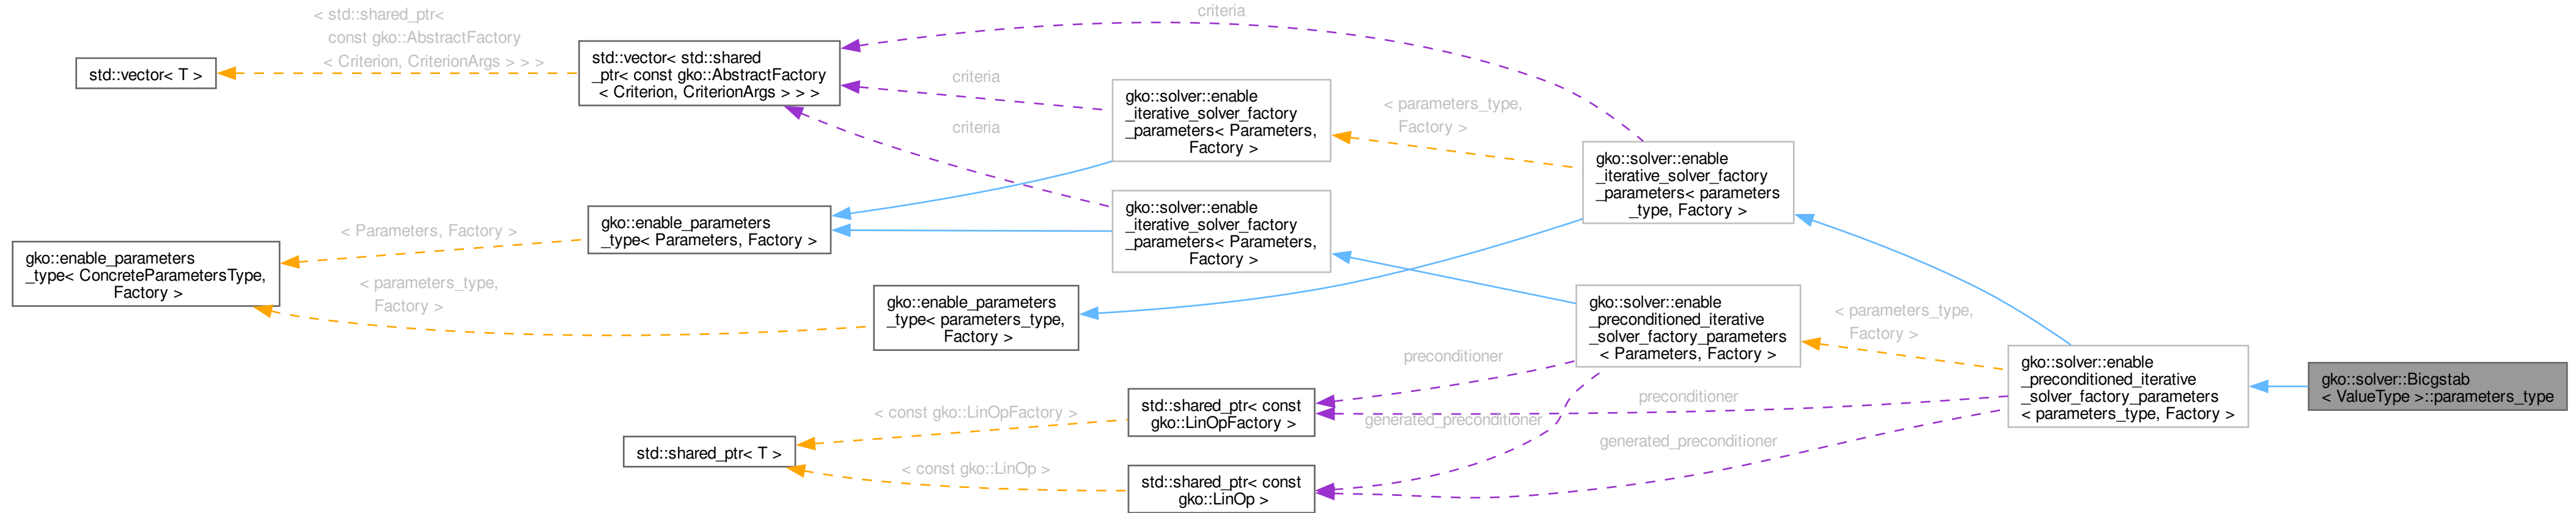 std::vector< T >
< std::shared_ptr<
const gko::AbstractFactory
< Criterion, CriterionArgs > > >
std::vector< std::shared
_ptr< const gko::AbstractFactory
< Criterion, CriterionArgs > > >
criteria
criteria
criteria
gko::solver::enable
_iterative_solver_factory
_parameters< Parameters,
Factory >
< parameters_type,
Factory >
gko::solver::enable
_iterative_solver_factory
_parameters< parameters
_type, Factory >
gko::enable_parameters
_type< ConcreteParametersType,
Factory >
< Parameters, Factory >
< parameters_type,
Factory >
gko::enable_parameters
_type< Parameters, Factory >
gko::solver::enable
_iterative_solver_factory
_parameters< Parameters,
Factory >
gko::enable_parameters
_type< parameters_type,
Factory >
gko::solver::enable
_preconditioned_iterative
_solver_factory_parameters
< Parameters, Factory >
< parameters_type,
Factory >
gko::solver::enable
_preconditioned_iterative
_solver_factory_parameters
< parameters_type, Factory >
gko::solver::Bicgstab
< ValueType >::parameters_type
preconditioner
preconditioner
generated_preconditioner
generated_preconditioner
std::shared_ptr< T >
< const gko::LinOpFactory >
std::shared_ptr< const
gko::LinOpFactory >
< const gko::LinOp >
std::shared_ptr< const
gko::LinOp >